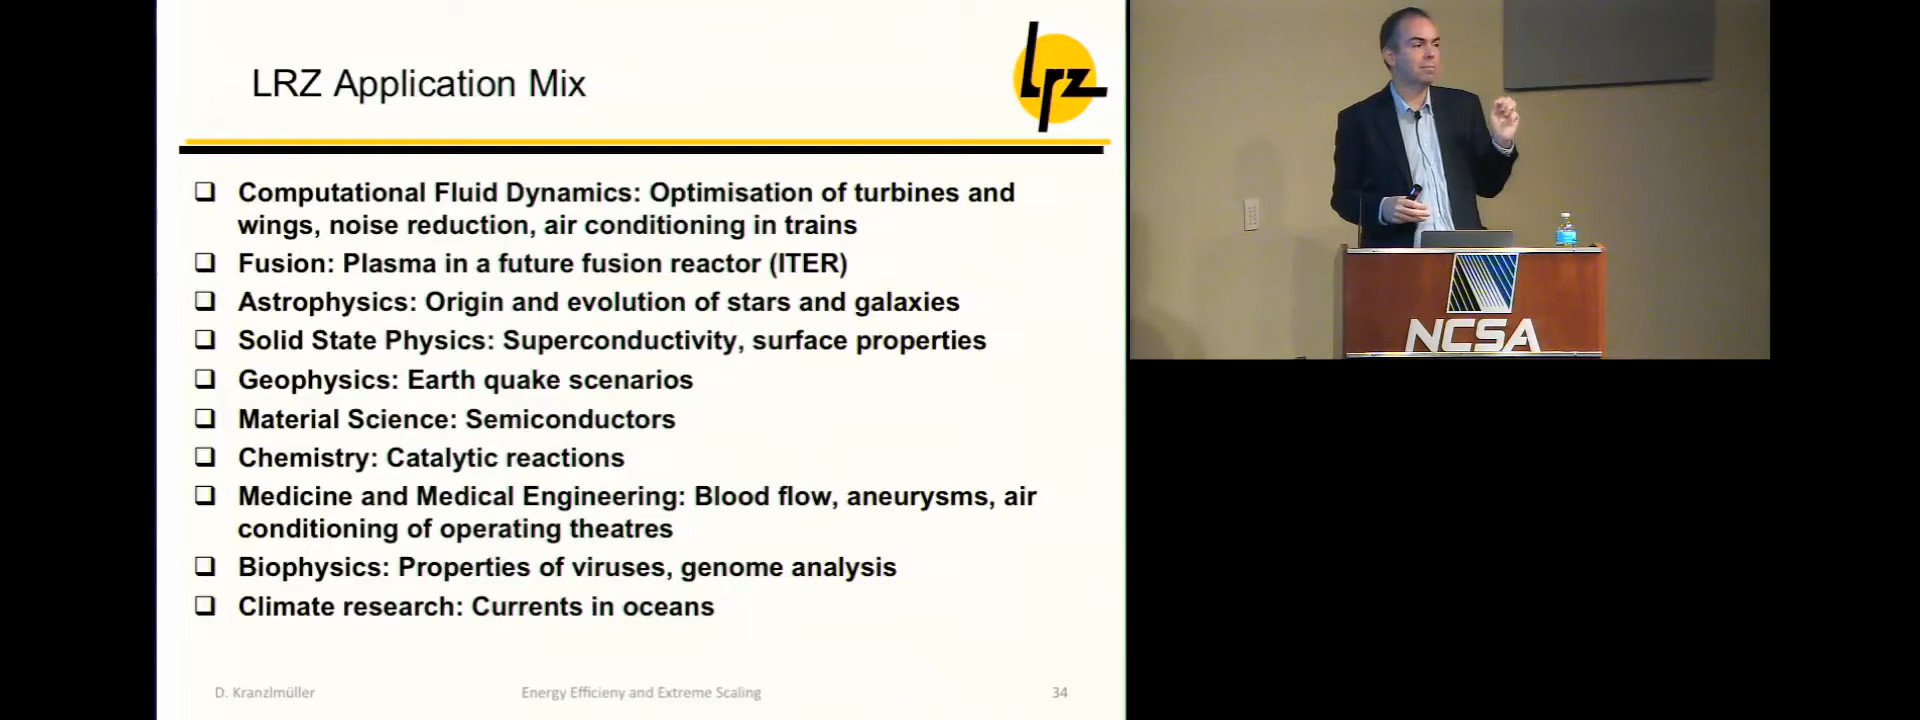 LRZ Application Mix
lrz
Computational Fluid Dynamics: Optimisation of turbines and
wings, noise reduction, air conditioning in trains
Fusion: Plasma in a future fusion reactor (ITER)
Astrophysics: Origin and evolution of stars and galaxies
Solid State Physics: Superconductivity, surface properties
Geophysics: Earth quake scenarios
Material Science: Semiconductors
Chemistry: Catalytic reactions
Medicine and Medical Engineering: Blood flow, aneurysms, air
conditioning of operating theatres
Biophysics: Properties of viruses, genome analysis
Climate research: Currents in oceans
D. Kranzlmüller
Energy Efficieny and Extreme Scaling
34
NCSA